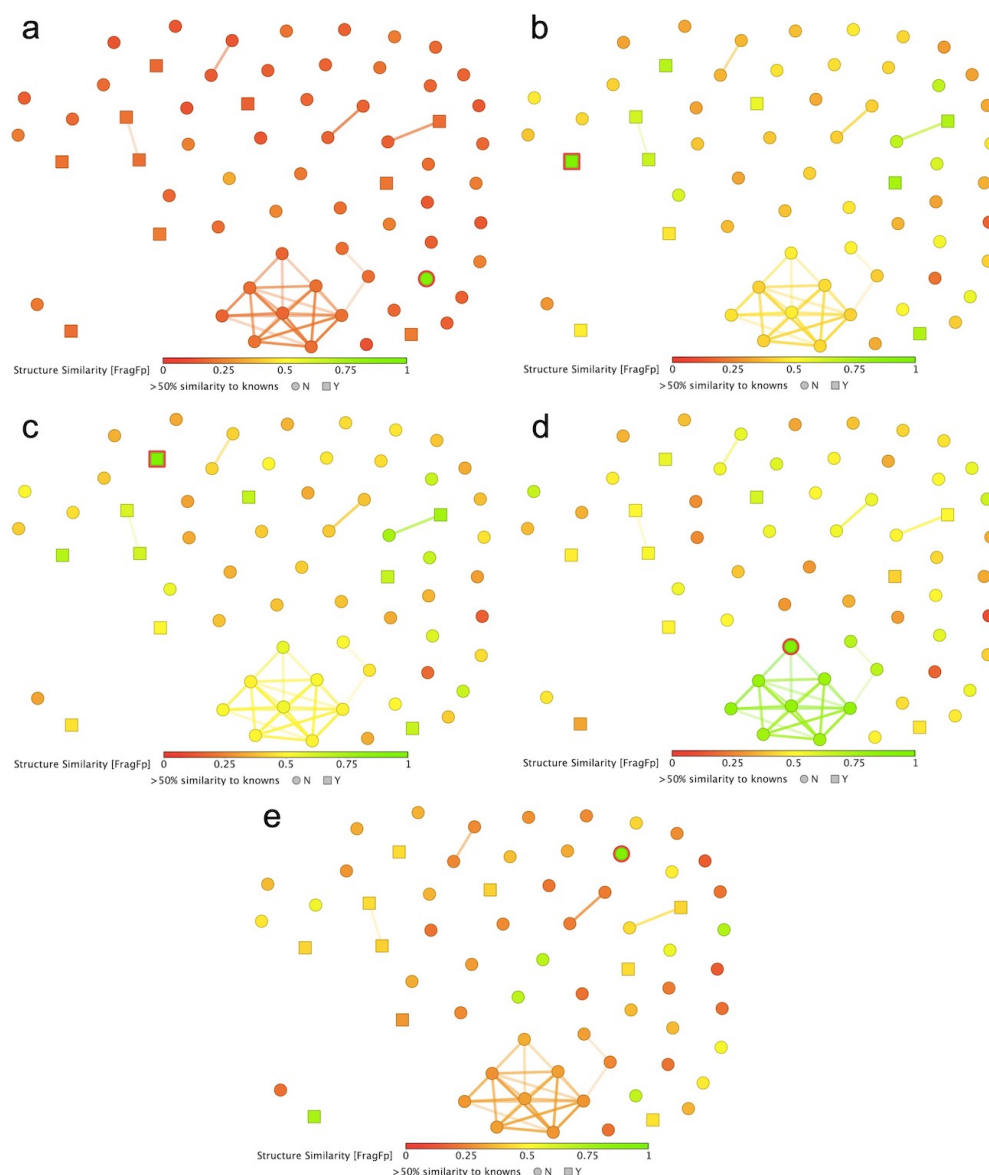 a
b
0 0.25 0.5 0.75 1
Structure Similarity [FragFp]
>50% similarity to knowns N Y
0 0.25 0.5 0.75 1
Structure Similarity [FragFp]
>50% similarity to knowns N Y
c
d
0 0.25 0.5 0.75 1
Structure Similarity [FragFp]
>50% similarity to knowns N Y
0 0.25 0.5 0.75 1
Structure Similarity [FragFp]
>50% similarity to knowns N Y
e
0 0.25 0.5 0.75 1
Structure Similarity [FragFp]
>50% similarity to knowns N Y